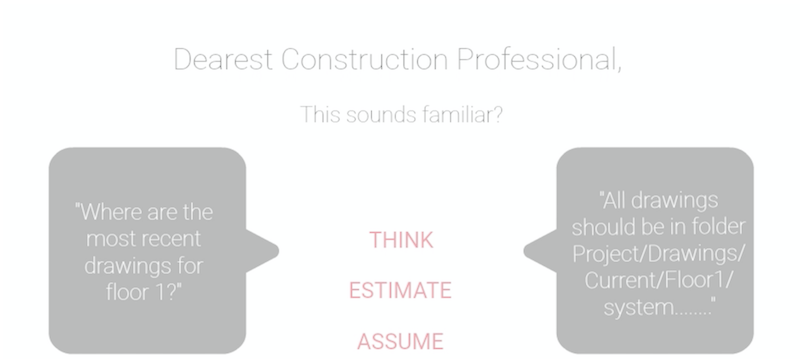 Dearest Construction Professional,
This sounds familiar?
"Where are the
most recent
drawings for
floor 1?"
THINK
ESTIMATE
ASSUME
"All drawings
should be in folder
Project/Drawings/
Current/Floor1/
system........"